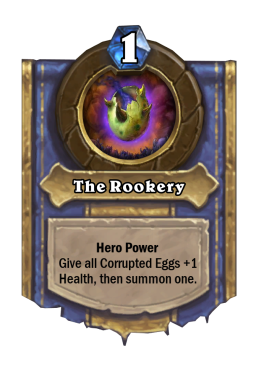 1
The Rookery
Hero Power
Give all Corrupted Eggs +1
Health, then summon one.